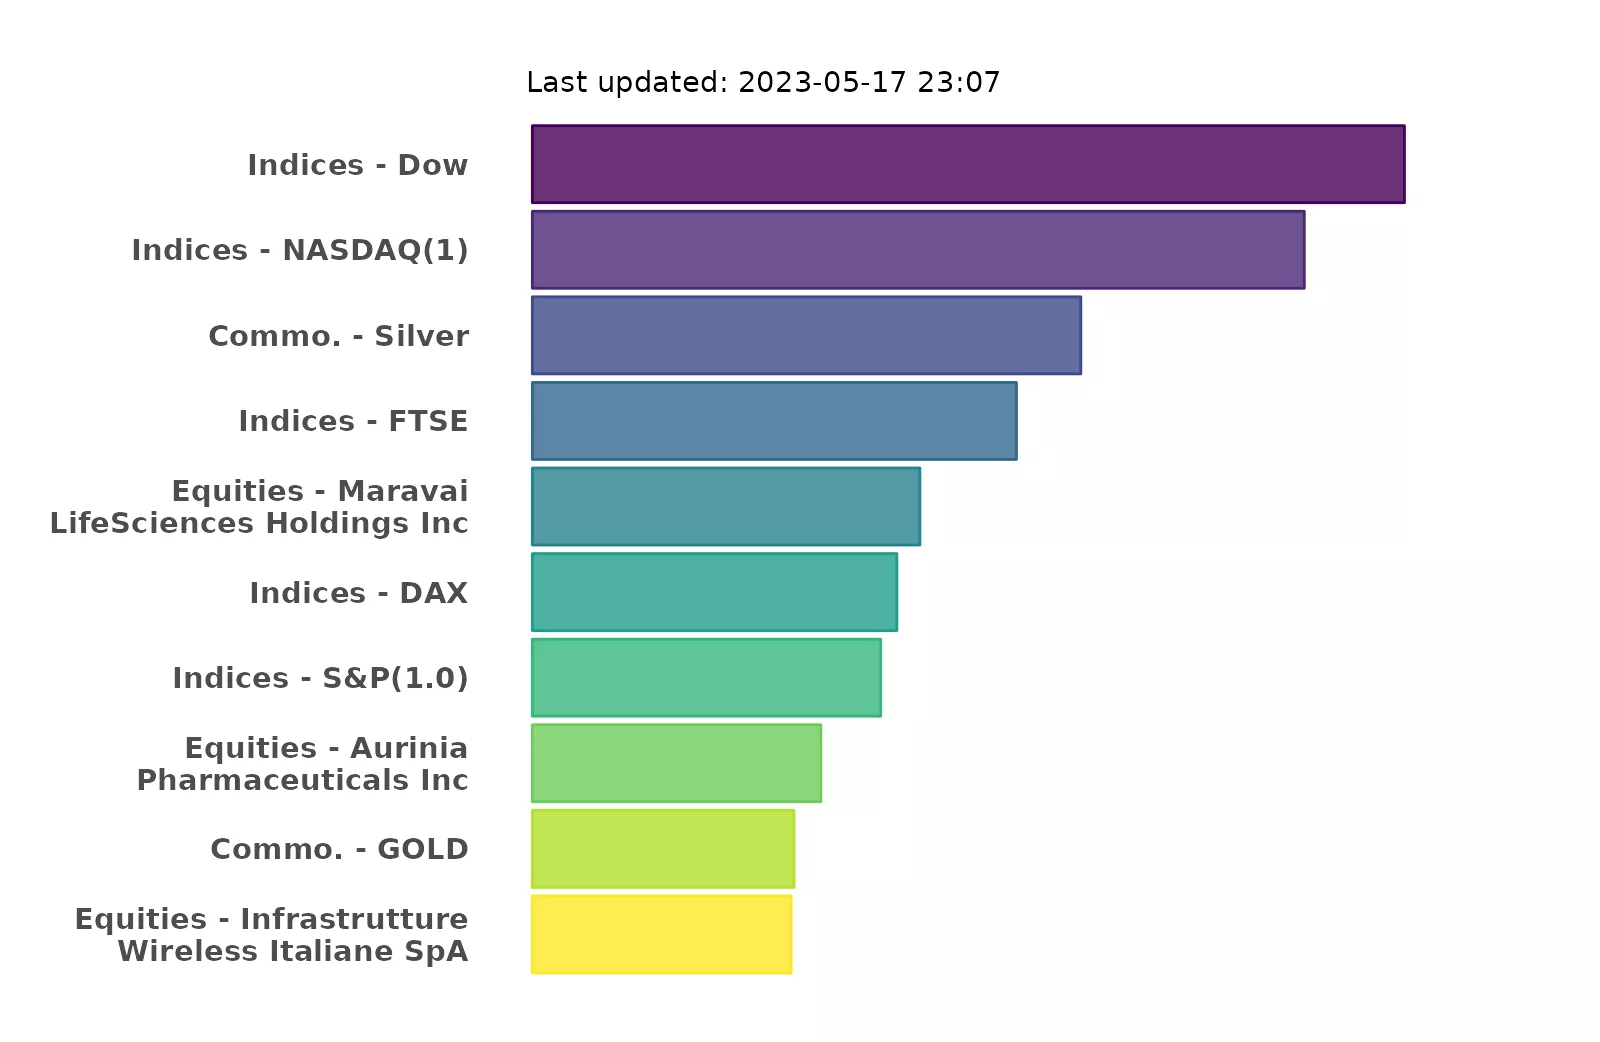 Last updated: 2023-05-17 23:07
Indices - Dow
Indices - NASDAQ(1)
Commo. - Silver
Indices - FTSE
Equities - Maravai
LifeSciences Holdings Inc
Indices - DAX
Indices - S&P(1.0)
Equities - Aurinia
Pharmaceuticals Inc
Commo. - GOLD
Equities - Infrastrutture
Wireless Italiane SpA